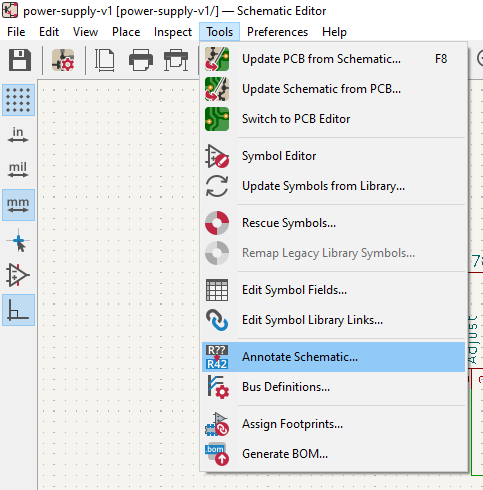 power-supply-v1 [power-supply-v1/] — Schematic Editor
File Edit View Place Inspect Tools Preferences Help
Update PCB from Schematic... F8
Update Schematic from PCB...
Switch to PCB Editor
Symbol Editor
Update Symbols from Library...
Rescue Symbols...
Remap Legacy Library Symbols...
Edit Symbol Fields...
Edit Symbol Library Links...
R??
R42
Annotate Schematic...
Bus Definitions...
Assign Footprints...
bom
Generate BOM...
in
mil
mm
Adjust